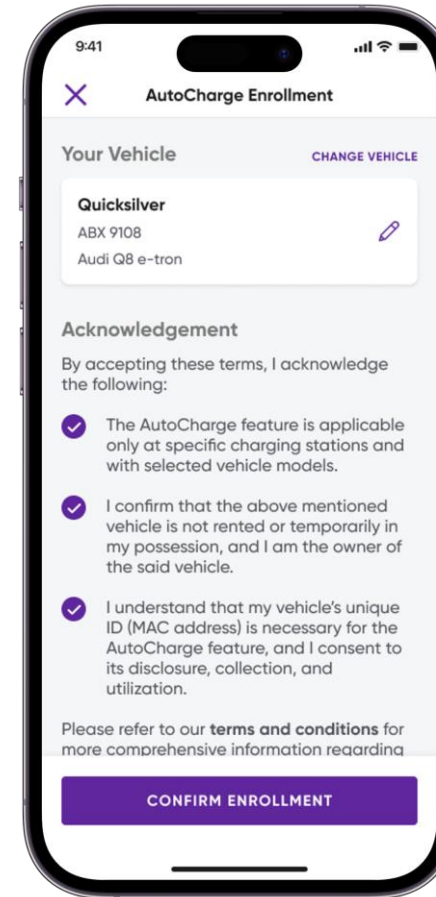 9:41
AutoCharge Enrollment
Your Vehicle
CHANGE VEHICLE
Quicksilver
ABX 9108
Audi Q8 e-tron
Acknowledgement
By accepting these terms, I acknowledge
the following:
The AutoCharge feature is applicable
only at specific charging stations and
with selected vehicle models.
I confirm that the above mentioned
vehicle is not rented or temporarily in
my possession, and I am the owner of
the said vehicle.
I understand that my vehicle's unique
ID (MAC address) is necessary for the
AutoCharge feature, and I consent to
its disclosure, collection, and
utilization.
Please refer to our terms and conditions for
more comprehensive information regarding
CONFIRM ENROLLMENT